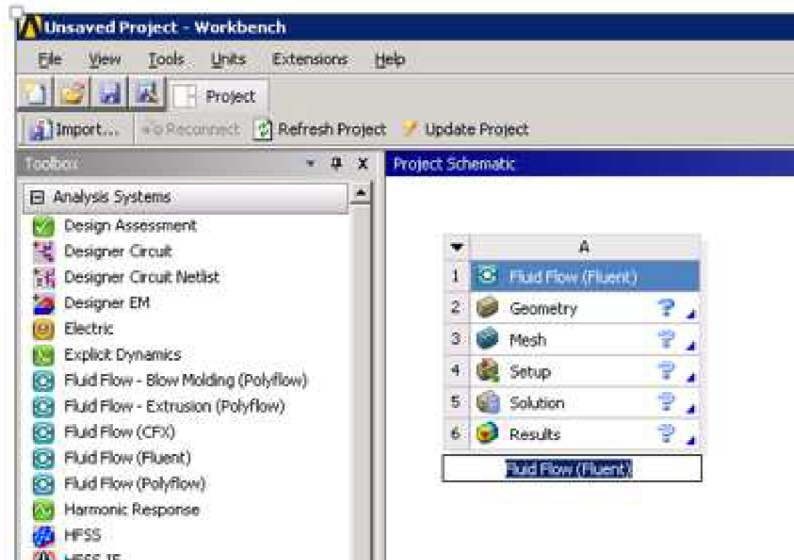 Unsaved Project - Workbench
File View Tools Units Extensions Help
Project
Import... Reconnect Refresh Project Update Project
Toolbox
Project Schematic
Analysis Systems
Design Assessment
Designer Circuit
Designer Circuit Netlist
Designer EM
Electric
Explicit Dynamics
Fluid Flow - Blow Molding (Polyflow)
Fluid Flow - Extrusion (Polyflow)
Fluid Flow (CFX)
Fluid Flow (Fluent)
Fluid Flow (Polyflow)
Harmonic Response
HFSS
A
1 Fluid Flow (Fluent)
2 Geometry ?
3 Mesh ?
4 Setup ?
5 Solution ?
6 Results ?
Fluid Flow (Fluent)